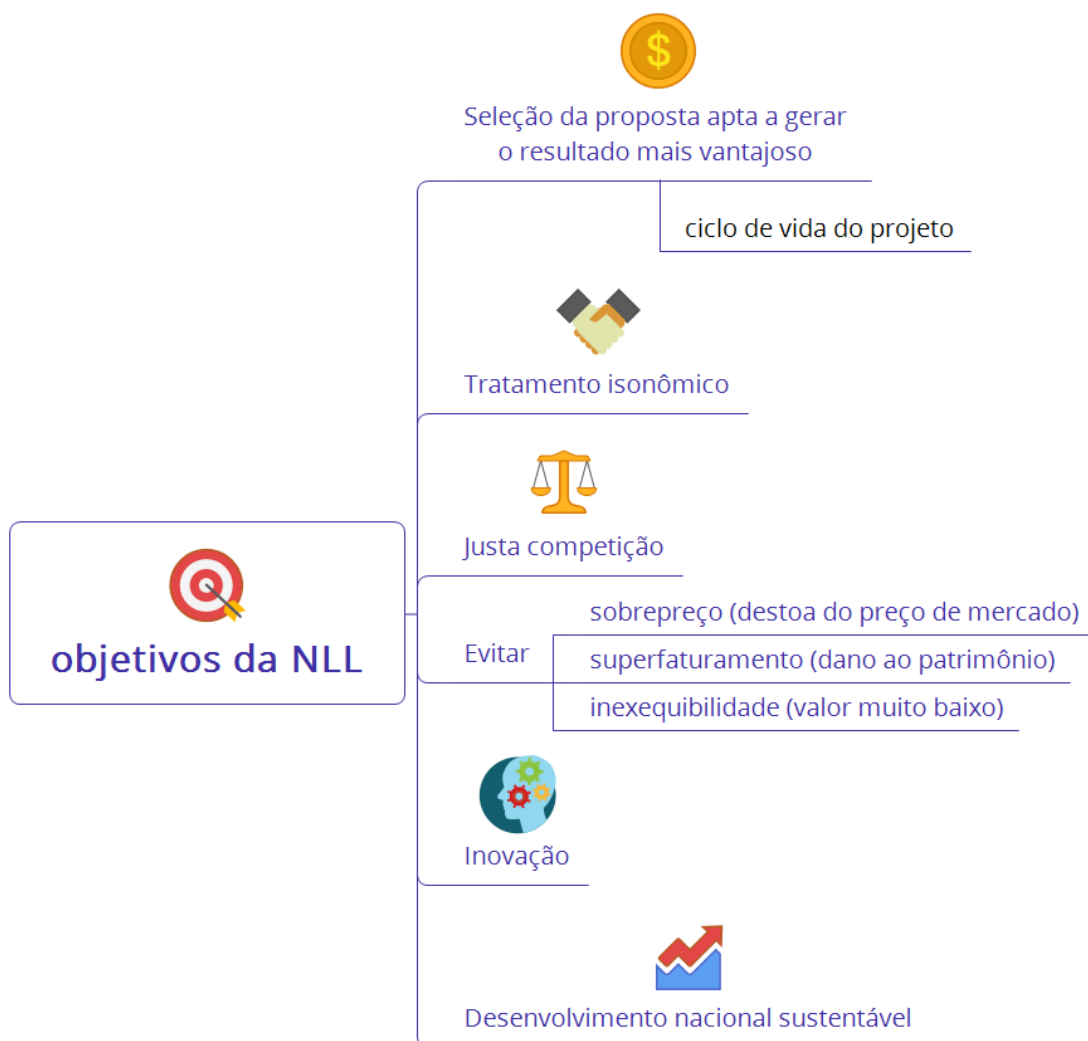 $
Seleção da proposta apta a gerar
o resultado mais vantajoso
ciclo de vida do projeto
Tratamento isonômico
Justa competição
objetivos da NLL
Evitar
sobrepreço (destoa do preço de mercado)
superfaturamento (dano ao patrimônio)
inexequibilidade (valor muito baixo)
Inovação
Desenvolvimento nacional sustentável